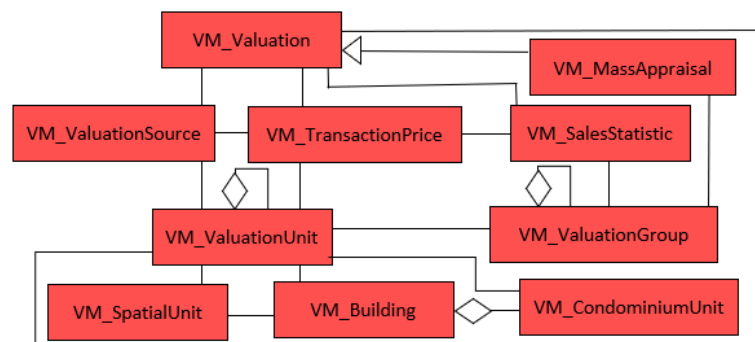 VM_Valuation
VM_MassAppraisal
VM_ValuationSource
VM_TransactionPrice
VM_SalesStatistic
VM_ValuationUnit
VM_ValuationGroup
VM_SpatialUnit
VM_Building
VM_CondominiumUnit